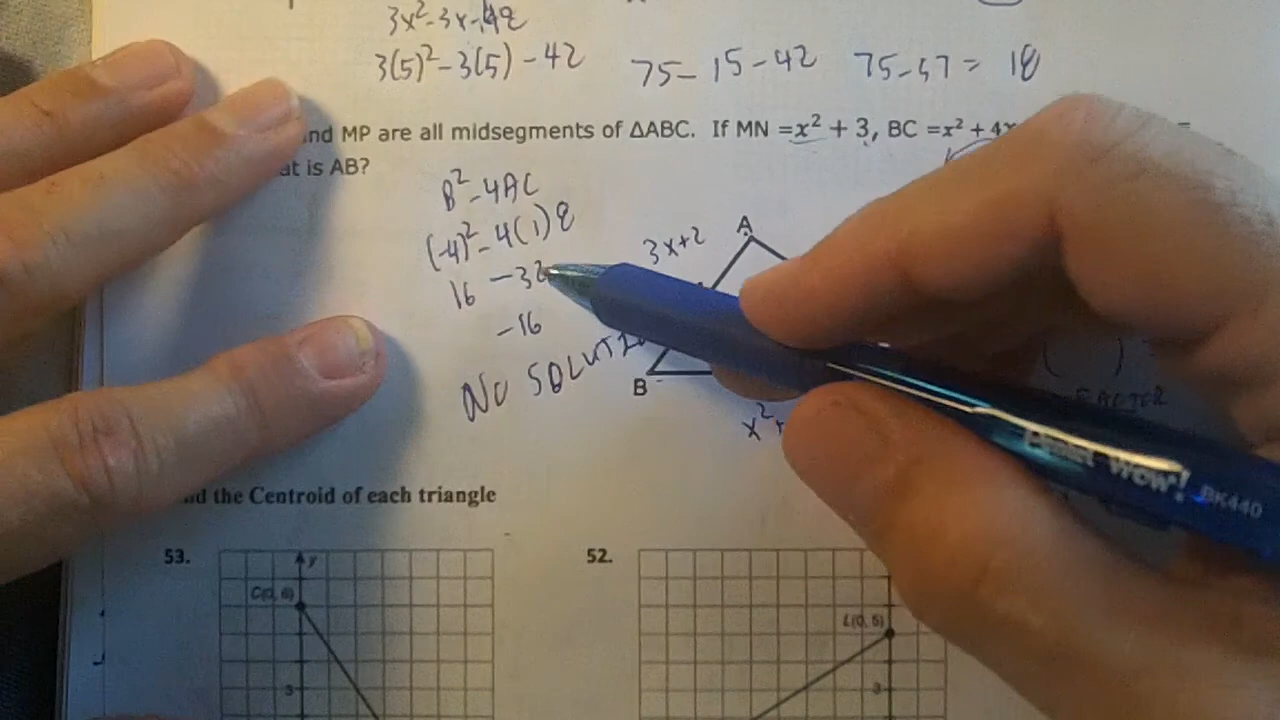 3x²-3x-42
3(5)²-3(5)-42 75-15-42 75-57= 18
nd MP are all midsegments of ΔABC. If MN =x² + 3, BC =x² + 4x =
at is AB?
B²-4AC
(-4)²-4(1)8
16 -32
-16
NO SOLUTIO
3x+2
A
B
x²+
( )
FACTOR
Pentel WOW! BK440
nd the Centroid of each triangle
53. 52.
y
L(0, 5)
3 3